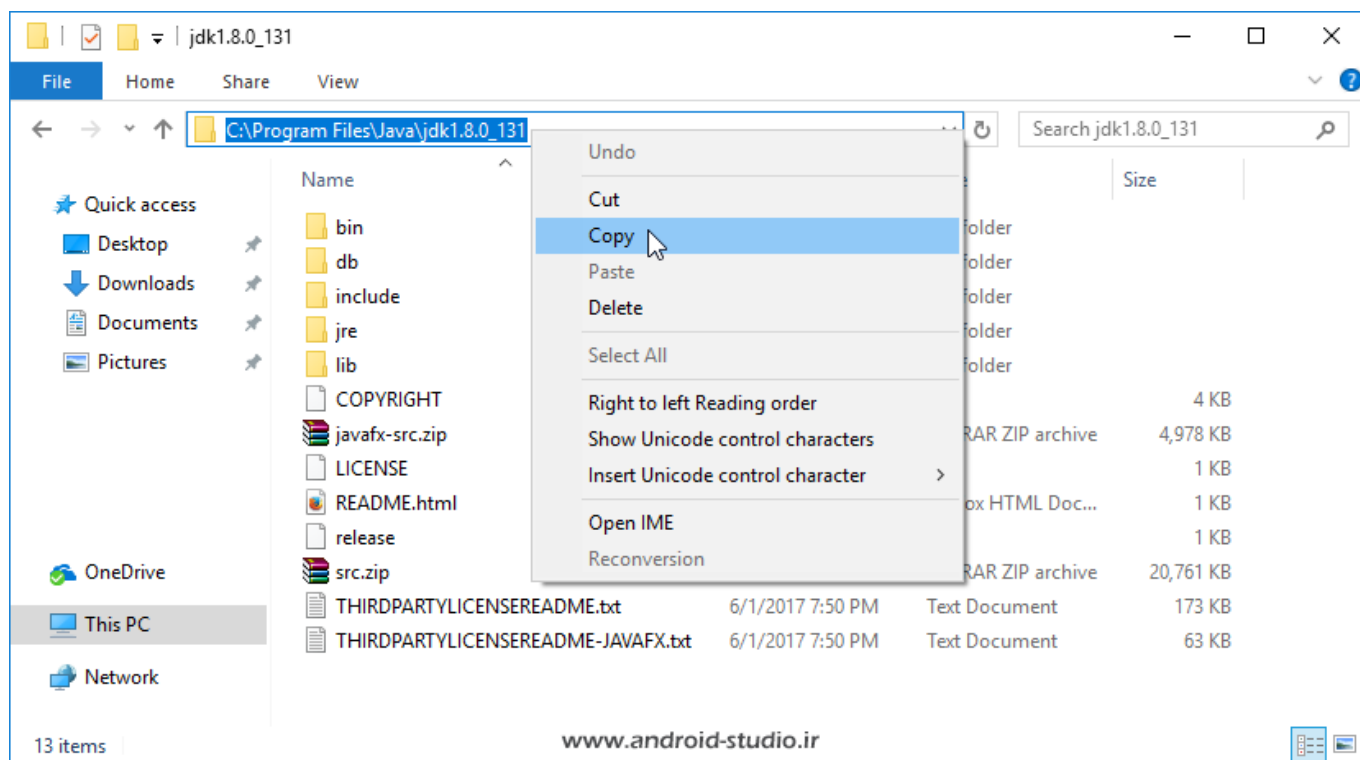 jdk1.8.0_131
File Home Share View
C:\Program Files\Java\jdk1.8.0_131 Search jdk1.8.0_131
Name Size
Quick access
Desktop
Downloads
Documents
Pictures
OneDrive
This PC
Network
bin folder
db folder
include folder
jre folder
lib folder
COPYRIGHT 4 KB
javafx-src.zip RAR ZIP archive 4,978 KB
LICENSE 1 KB
README.html ox HTML Doc... 1 KB
release 1 KB
src.zip RAR ZIP archive 20,761 KB
THIRDPARTYLICENSEREADME.txt 6/1/2017 7:50 PM Text Document 173 KB
THIRDPARTYLICENSEREADME-JAVAFX.txt 6/1/2017 7:50 PM Text Document 63 KB
Undo
Cut
Copy
Paste
Delete
Select All
Right to left Reading order
Show Unicode control characters
Insert Unicode control character
Open IME
Reconversion
13 items
www.android-studio.ir